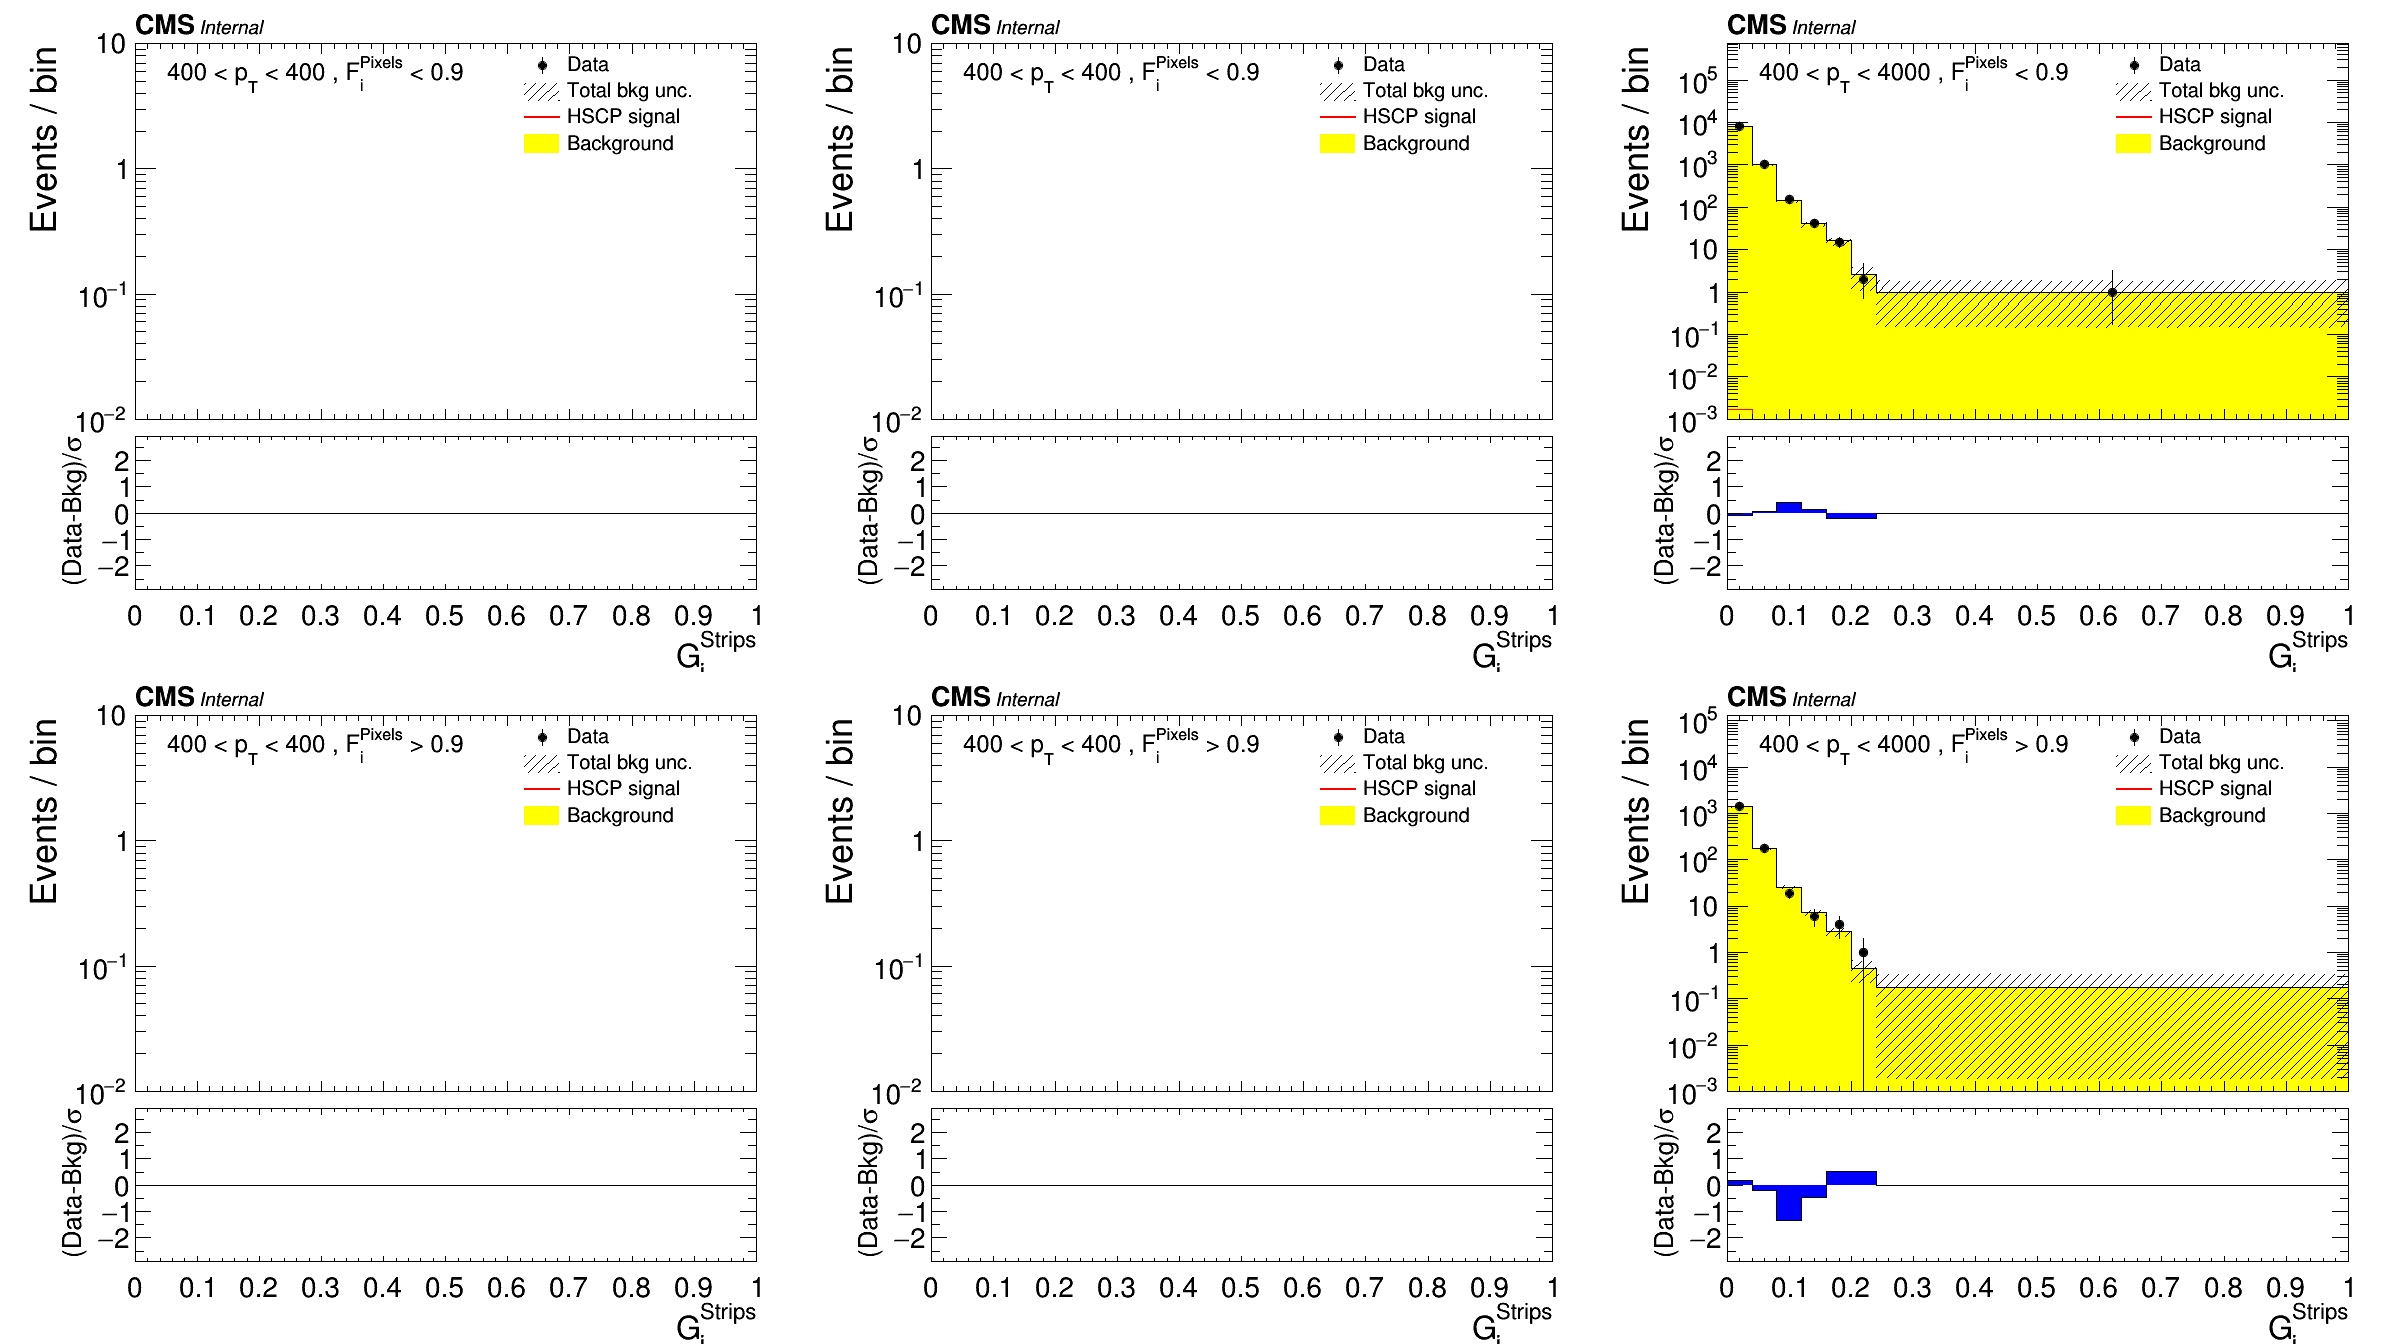 CMS Internal
Events / bin
10
1
10⁻¹
10⁻²
400 < p_T < 400 , F_i^Pixels < 0.9
Data
Total bkg unc.
HSCP signal
Background
(Data-Bkg)/σ
2
1
0
−1
−2
0 0.1 0.2 0.3 0.4 0.5 0.6 0.7 0.8 0.9 1
G_i^Strips
CMS Internal
Events / bin
10
1
10⁻¹
10⁻²
400 < p_T < 400 , F_i^Pixels < 0.9
Data
Total bkg unc.
HSCP signal
Background
(Data-Bkg)/σ
2
1
0
−1
−2
0 0.1 0.2 0.3 0.4 0.5 0.6 0.7 0.8 0.9 1
G_i^Strips
CMS Internal
Events / bin
10⁵
10⁴
10³
10²
10
1
10⁻¹
10⁻²
10⁻³
400 < p_T < 4000 , F_i^Pixels < 0.9
Data
Total bkg unc.
HSCP signal
Background
(Data-Bkg)/σ
2
1
0
−1
−2
0 0.1 0.2 0.3 0.4 0.5 0.6 0.7 0.8 0.9 1
G_i^Strips
CMS Internal
Events / bin
10
1
10⁻¹
10⁻²
400 < p_T < 400 , F_i^Pixels > 0.9
Data
Total bkg unc.
HSCP signal
Background
(Data-Bkg)/σ
2
1
0
−1
−2
0 0.1 0.2 0.3 0.4 0.5 0.6 0.7 0.8 0.9 1
G_i^Strips
CMS Internal
Events / bin
10
1
10⁻¹
10⁻²
400 < p_T < 400 , F_i^Pixels > 0.9
Data
Total bkg unc.
HSCP signal
Background
(Data-Bkg)/σ
2
1
0
−1
−2
0 0.1 0.2 0.3 0.4 0.5 0.6 0.7 0.8 0.9 1
G_i^Strips
CMS Internal
Events / bin
10⁵
10⁴
10³
10²
10
1
10⁻¹
10⁻²
10⁻³
400 < p_T < 4000 , F_i^Pixels > 0.9
Data
Total bkg unc.
HSCP signal
Background
(Data-Bkg)/σ
2
1
0
−1
−2
0 0.1 0.2 0.3 0.4 0.5 0.6 0.7 0.8 0.9 1
G_i^Strips